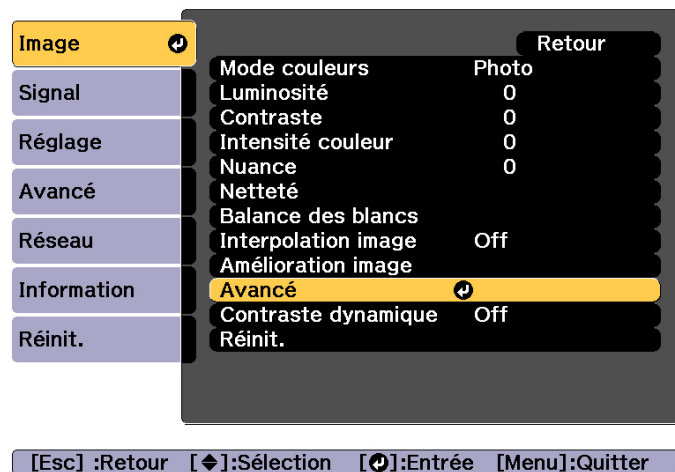 Image
Signal
Réglage
Avancé
Réseau
Information
Réinit.
Retour
Mode couleurs Photo
Luminosité 0
Contraste 0
Intensité couleur 0
Nuance 0
Netteté
Balance des blancs
Interpolation image Off
Amélioration image
Avancé
Contraste dynamique Off
Réinit.
[Esc] :Retour [◆]:Sélection [↵]:Entrée [Menu]:Quitter